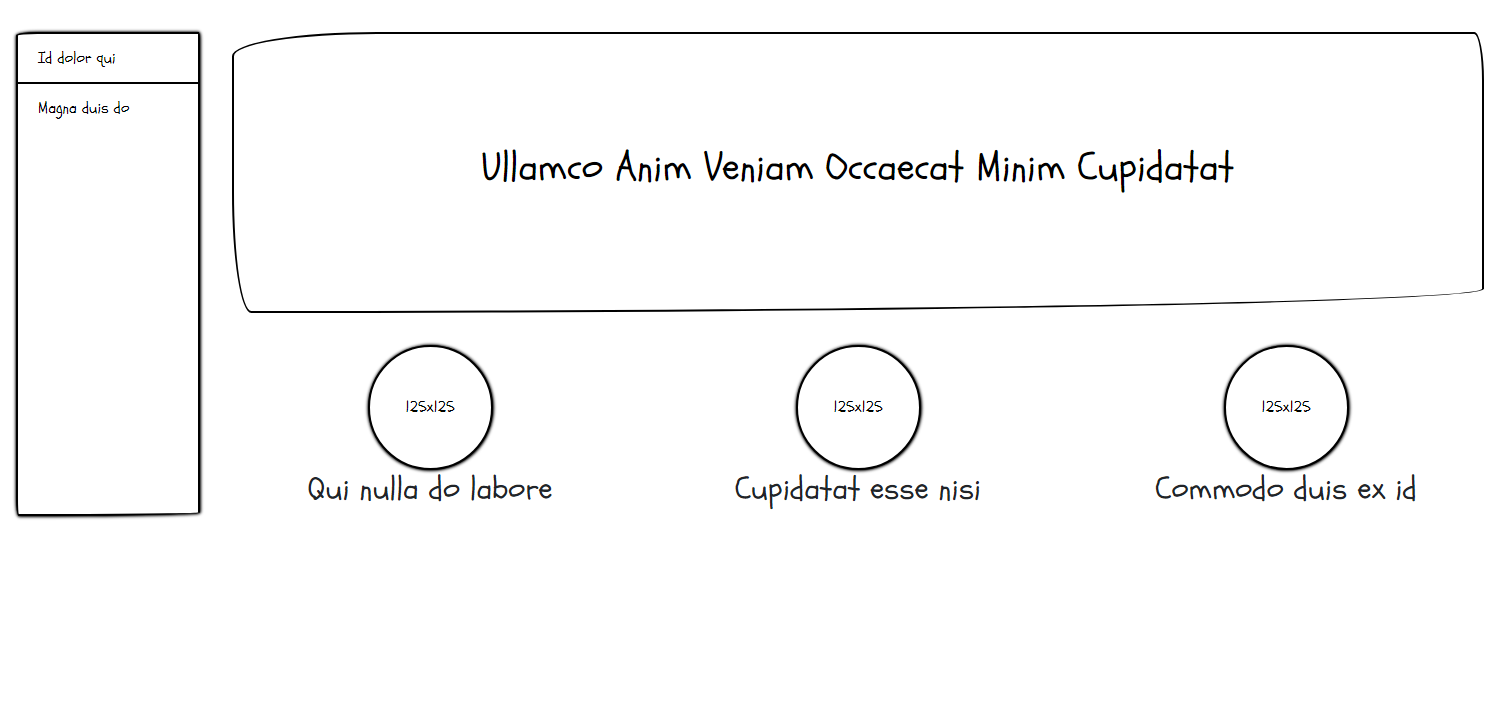 Id dolor qui
Magna duis do
Ullamco Anim Veniam Occaecat Minim Cupidatat
125x125
125x125
125x125
Qui nulla do labore
Cupidatat esse nisi
Commodo duis ex id